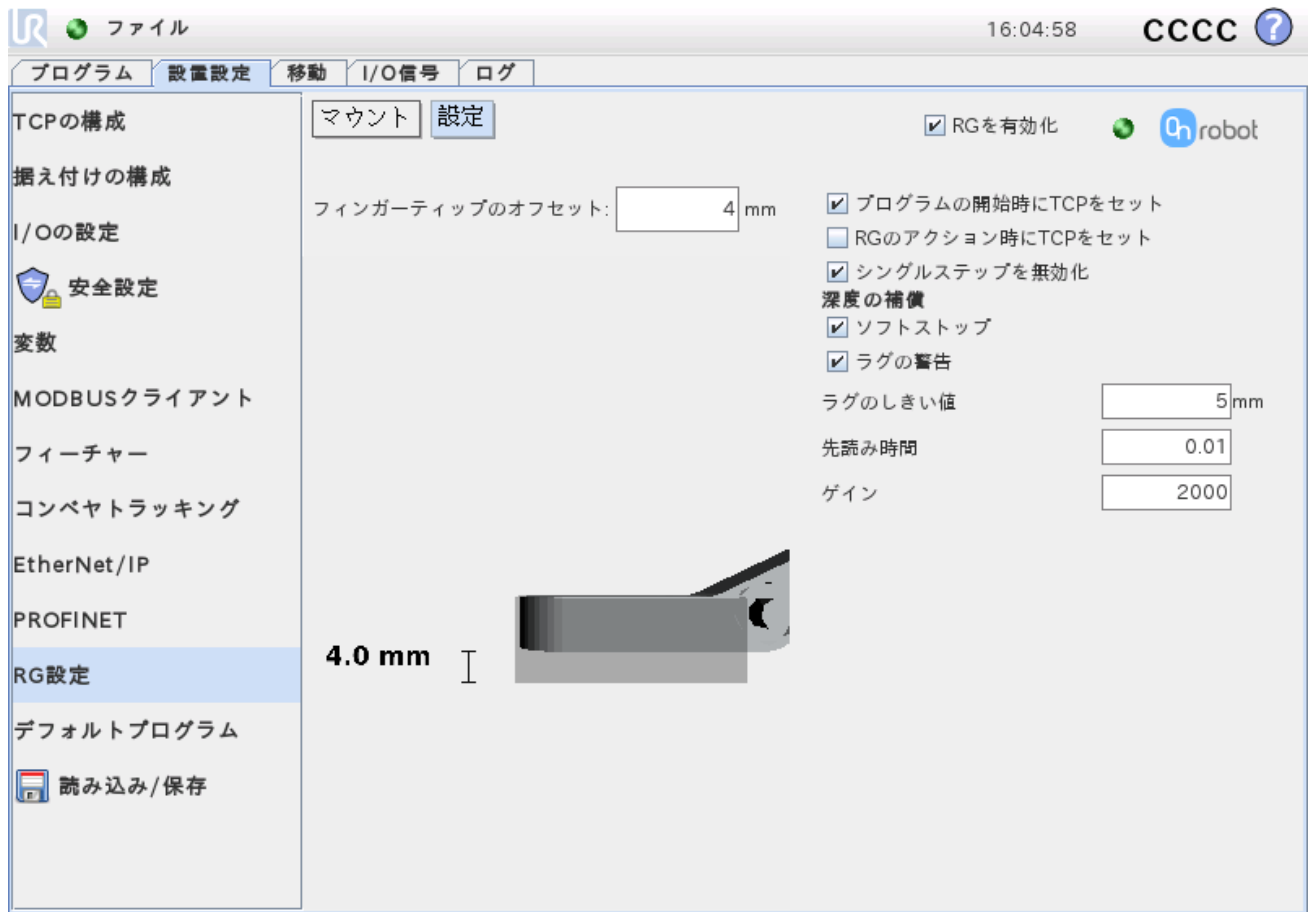 UR ファイル 16:04:58 CCCC ?
プログラム 設置設定 移動 I/O信号 ログ
TCPの構成
据え付けの構成
I/Oの設定
安全設定
変数
MODBUSクライアント
フィーチャー
コンベヤトラッキング
EtherNet/IP
PROFINET
RG設定
デフォルトプログラム
読み込み/保存
マウント 設定
RGを有効化
On robot
フィンガーティップのオフセット: 4 mm
プログラムの開始時にTCPをセット
RGのアクション時にTCPをセット
シングルステップを無効化
深度の補償
ソフトストップ
ラグの警告
ラグのしきい値 5 mm
先読み時間 0.01
ゲイン 2000
4.0 mm